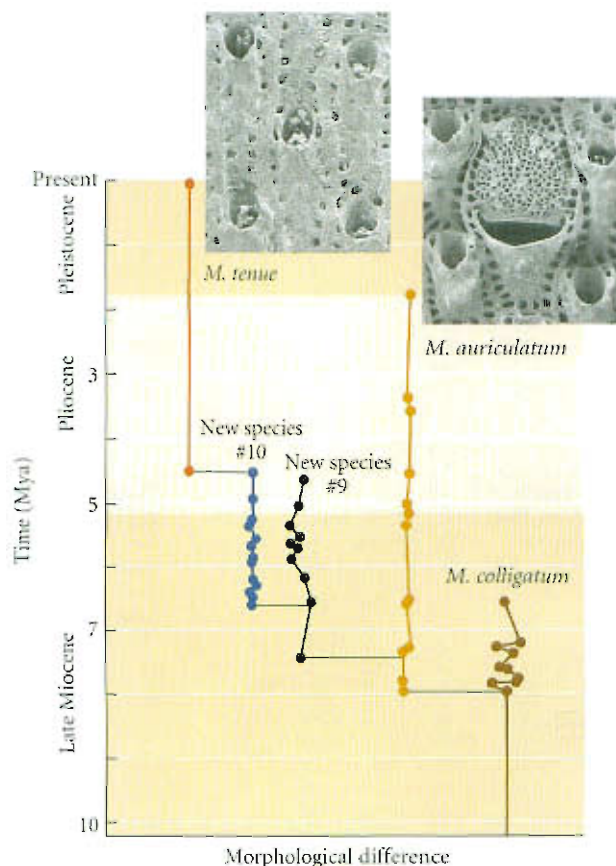 Present
Pleistocene
M. tenue
M. auriculatum
3
Pliocene
New species
#10
New species
#9
5
Time (Mya)
M. colligatum
7
Late Miocene
10
Morphological difference